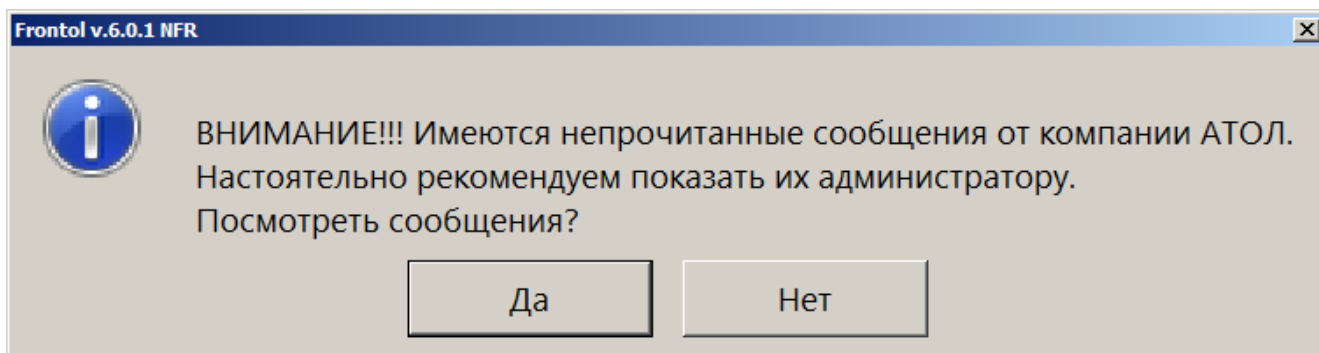 Frontol v.6.0.1 NFR
ВНИМАНИЕ!!! Имеются непрочитанные сообщения от компании АТОЛ.
Настоятельно рекомендуем показать их администратору.
Посмотреть сообщения?
Да Нет